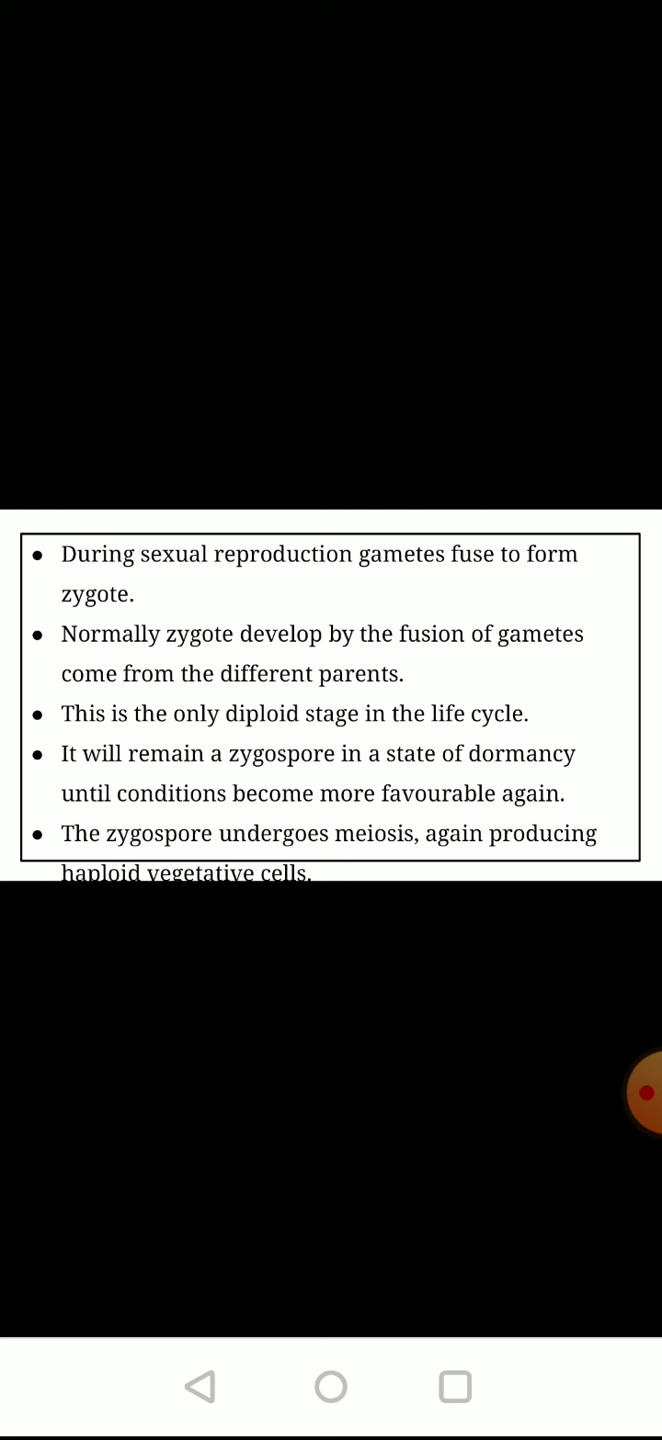 ● During sexual reproduction gametes fuse to form
zygote.
● Normally zygote develop by the fusion of gametes
come from the different parents.
● This is the only diploid stage in the life cycle.
● It will remain a zygospore in a state of dormancy
until conditions become more favourable again.
● The zygospore undergoes meiosis, again producing
haploid vegetative cells.